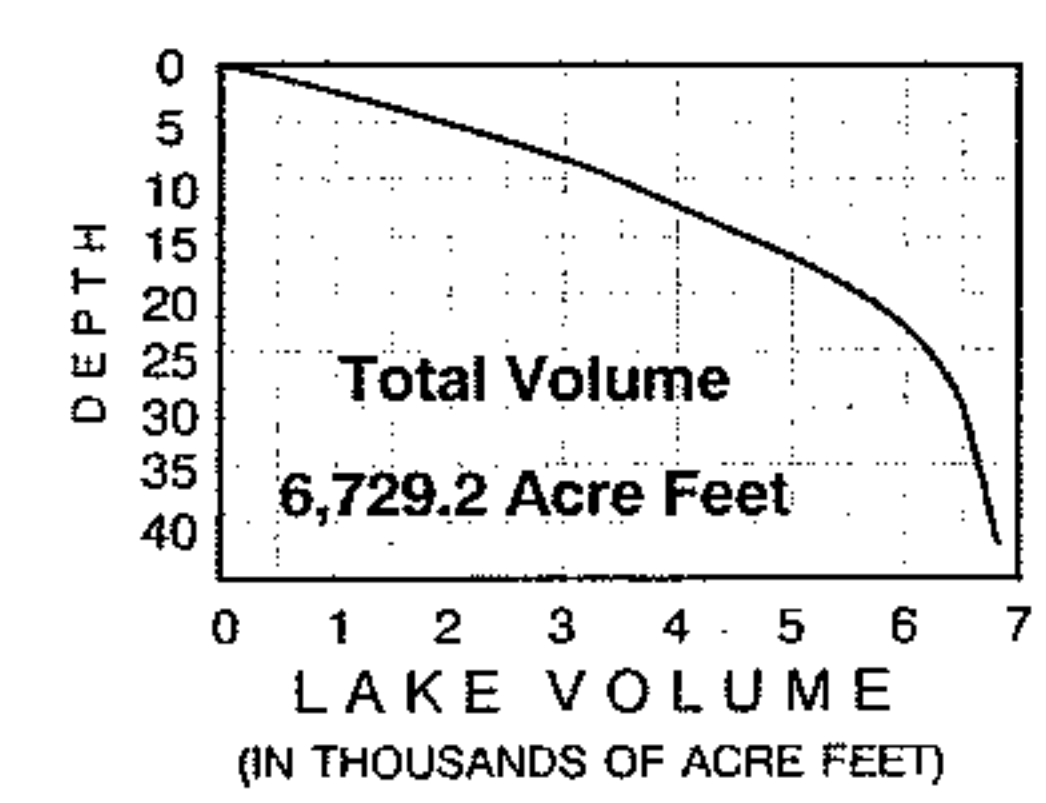 0
5
10
15
20
25
30
35
40
DEPTH
Total Volume
6,729.2 Acre Feet
0 1 2 3 4 5 6 7
LAKE VOLUME
(IN THOUSANDS OF ACRE FEET)